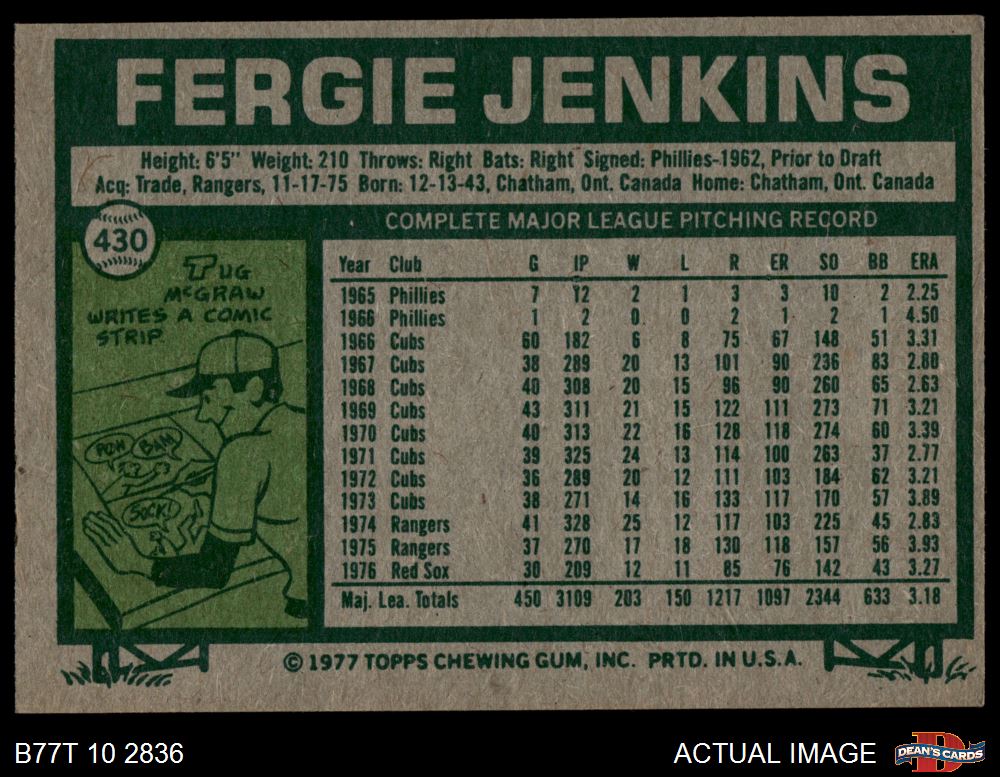 FERGIE JENKINS
Height: 6'5" Weight: 210 Throws: Right Bats: Right Signed: Phillies-1962, Prior to Draft
Acq: Trade, Rangers, 11-17-75 Born: 12-13-43, Chatham, Ont. Canada Home: Chatham, Ont. Canada
430
COMPLETE MAJOR LEAGUE PITCHING RECORD
TUG
McGRAW
WRITES A COMIC
STRIP
POW BAM
SOCK!
Year Club G IP W L R ER SO BB ERA
1965 Phillies 7 12 2 1 3 3 10 2 2.25
1966 Phillies 1 2 0 0 2 1 2 1 4.50
1966 Cubs 60 182 6 8 75 67 148 51 3.31
1967 Cubs 38 289 20 13 101 90 236 83 2.80
1968 Cubs 40 308 20 15 96 90 260 65 2.63
1969 Cubs 43 311 21 15 122 111 273 71 3.21
1970 Cubs 40 313 22 16 128 118 274 60 3.39
1971 Cubs 39 325 24 13 114 100 263 37 2.77
1972 Cubs 36 289 20 12 111 103 184 62 3.21
1973 Cubs 38 271 14 16 133 117 170 57 3.89
1974 Rangers 41 328 25 12 117 103 225 45 2.83
1975 Rangers 37 270 17 18 130 118 157 56 3.93
1976 Red Sox 30 209 12 11 85 76 142 43 3.27
Maj. Lea. Totals 450 3109 203 150 1217 1097 2344 633 3.18
© 1977 TOPPS CHEWING GUM, INC. PRTD. IN U.S.A.
B77T 10 2836
ACTUAL IMAGE
DEAN'S CARDS